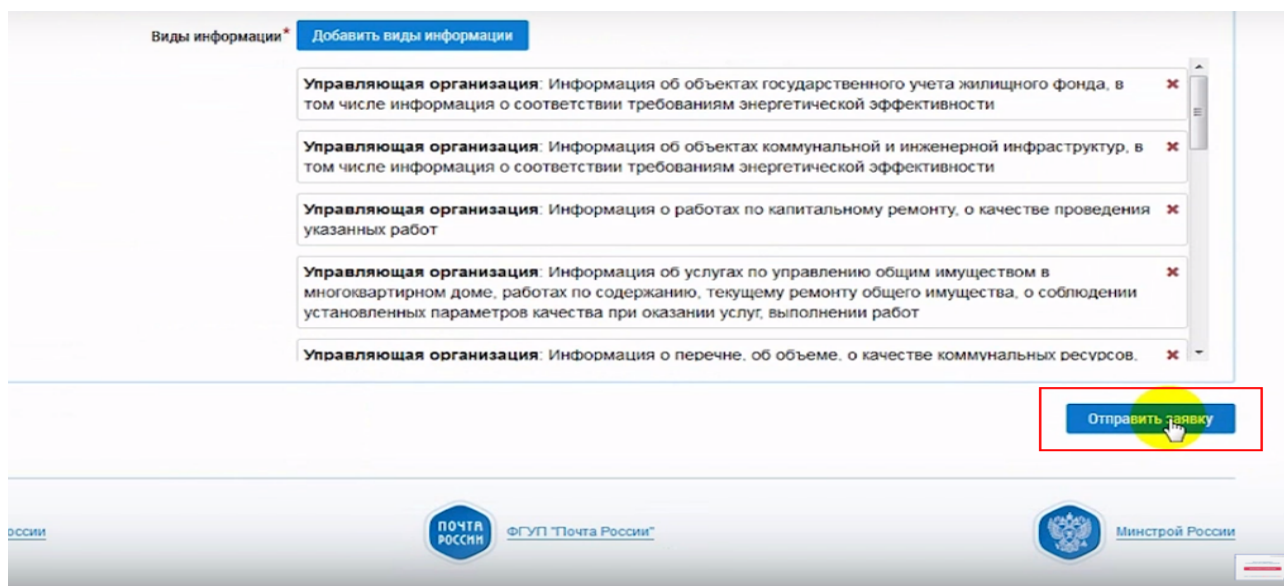 Виды информации*
Добавить виды информации
Управляющая организация: Информация об объектах государственного учета жилищного фонда, в
том числе информация о соответствии требованиям энергетической эффективности
Управляющая организация: Информация об объектах коммунальной и инженерной инфраструктур, в
том числе информация о соответствии требованиям энергетической эффективности
Управляющая организация: Информация о работах по капитальному ремонту, о качестве проведения
указанных работ
Управляющая организация: Информация об услугах по управлению общим имуществом в
многоквартирном доме, работах по содержанию, текущему ремонту общего имущества, о соблюдении
установленных параметров качества при оказании услуг, выполнении работ
Управляющая организация: Информация о перечне, об объеме, о качестве коммунальных ресурсов,
Отправить заявку
оссии
ПОЧТА
РОССИИ
ФГУП "Почта России"
Минстрой России